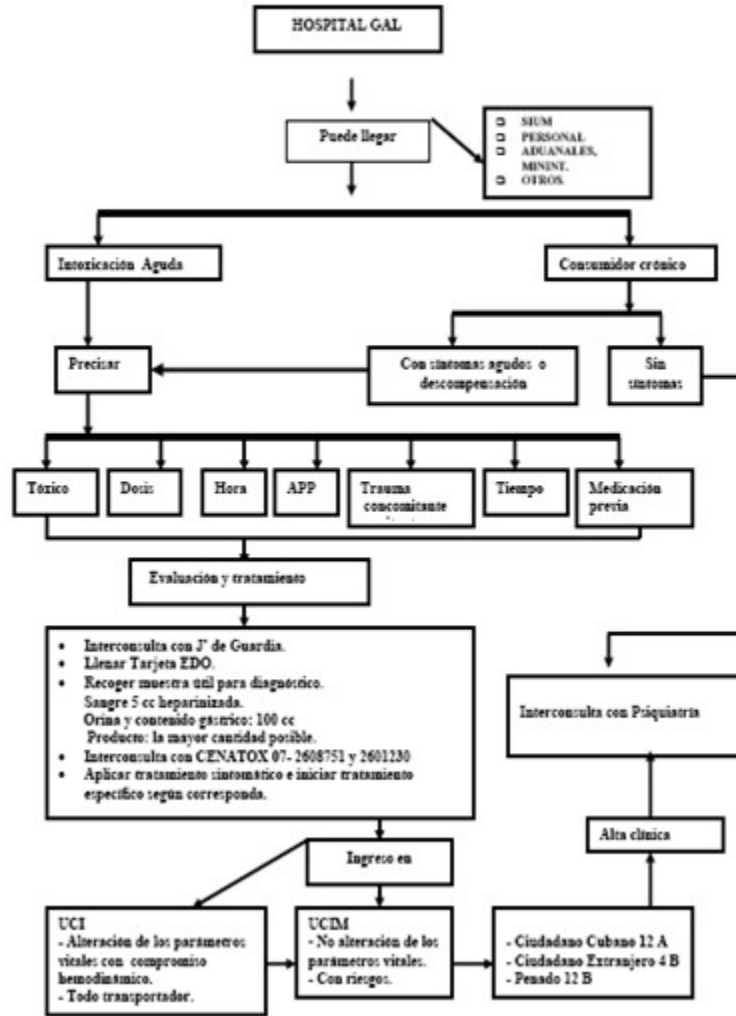 HOSPITAL GAL
Puede llegar
❑ SIUM
❑ PERSONAL
❑ ADUANALES,
MININT.
❑ OTROS.
Intoxicación Aguda
Consumidor crónico
Precisar
Con síntomas agudos o
descompensación
Sin
síntomas
Tóxico
Dosis
Hora
APP
Trauma
concomitante
Tiempo
Medicación
previa
Evaluación y tratamiento
• Interconsulta con J' de Guardia.
• Llenar Tarjeta EDO.
• Recoger muestra útil para diagnóstico.
Sangre 5 cc heparinizada.
Orina y contenido gástrico: 100 cc
Producto: la mayor cantidad posible.
• Interconsulta con CENATOX 07- 2608751 y 2601230
• Aplicar tratamiento sintomático e iniciar tratamiento
específico según corresponda.
Interconsulta con Psiquiatría
Alta clínica
Ingreso en
UCI
- Alteración de los parámetros
vitales con compromiso
hemodinámico.
- Todo transportador.
UCIM
- No alteración de los
parámetros vitales.
- Con riesgos.
- Ciudadano Cubano 12 A
- Ciudadano Extranjero 4 B
- Penado 12 B